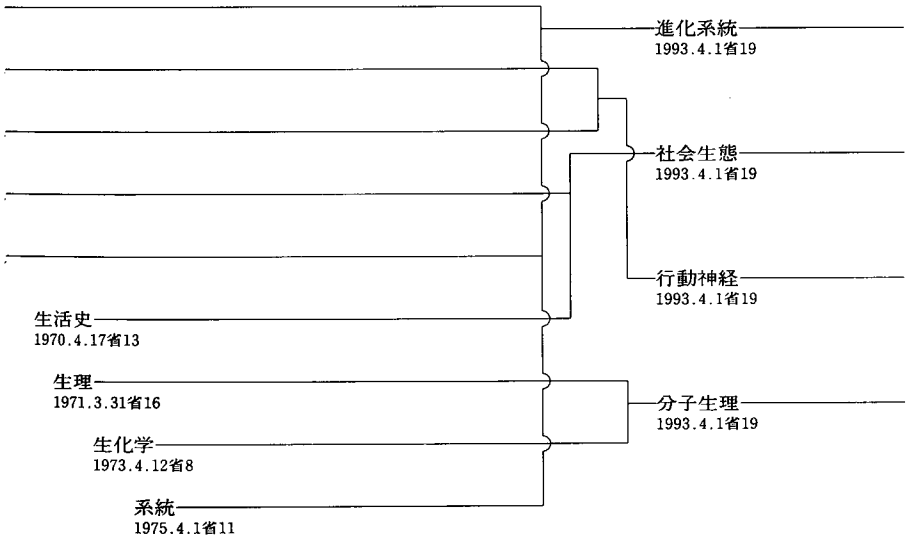 進化系統
1993.4.1省19
社会生態
1993.4.1省19
行動神経
1993.4.1省19
生活史
1970.4.17省13
生理
1971.3.31省16
分子生理
1993.4.1省19
生化学
1973.4.12省8
系統
1975.4.1省11